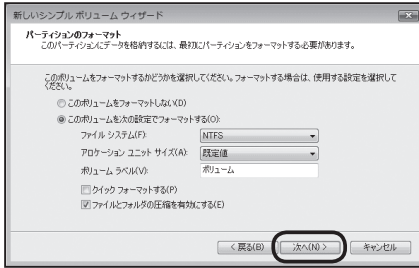 新しいシンプル ボリューム ウィザード
パーティションのフォーマット
このパーティションにデータを格納するには、最初にパーティションをフォーマットする必要があります。
このボリュームをフォーマットするかどうかを選択してください。フォーマットする場合は、使用する設定を選択して
ください。
このボリュームをフォーマットしない(D)
このボリュームを次の設定でフォーマットする(O):
ファイル システム(F): NTFS
アロケーション ユニット サイズ(A): 既定値
ボリューム ラベル(V): ボリューム
クイック フォーマットする(P)
ファイルとフォルダの圧縮を有効にする(E)
< 戻る(B) 次へ(N) > キャンセル